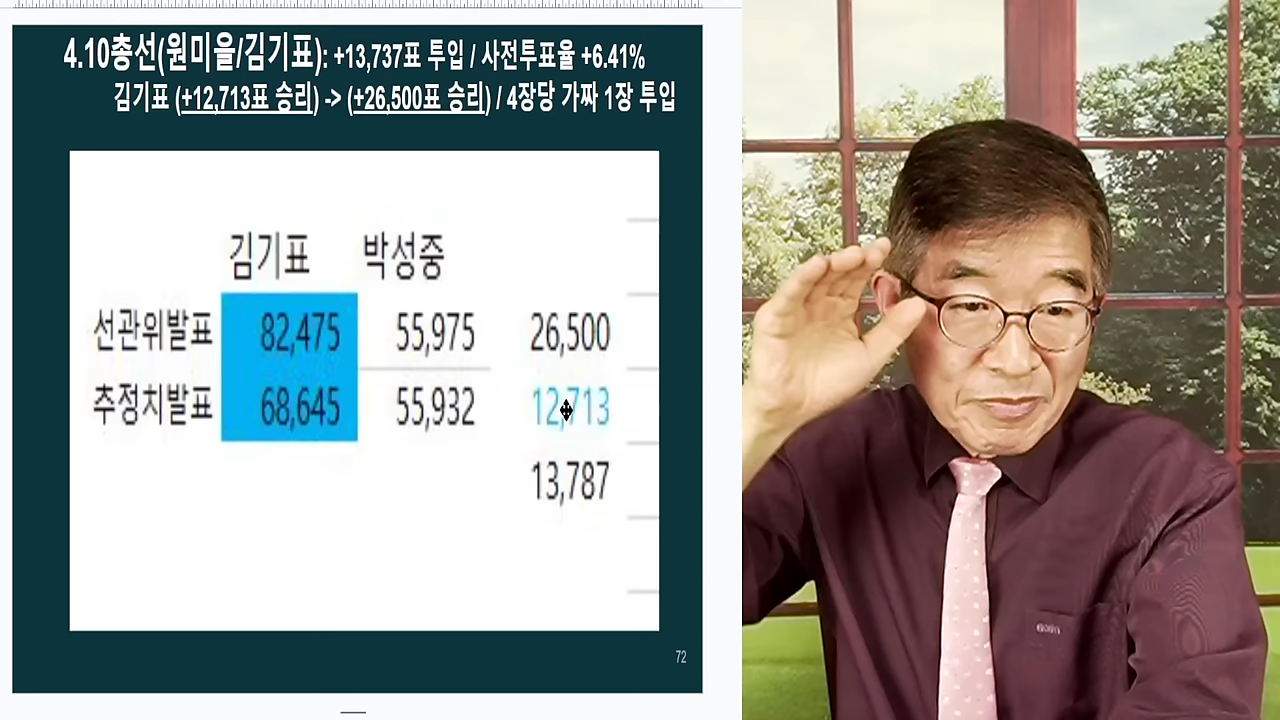 4.10총선(원미을/김기표): +13,737표 투입 / 사전투표율 +6.41%
김기표 (+12,713표 승리) -> (+26,500표 승리) / 4장당 가짜 1장 투입
김기표 박성중
선관위발표 82,475 55,975 26,500
추정치발표 68,645 55,932 12,713
13,787
72